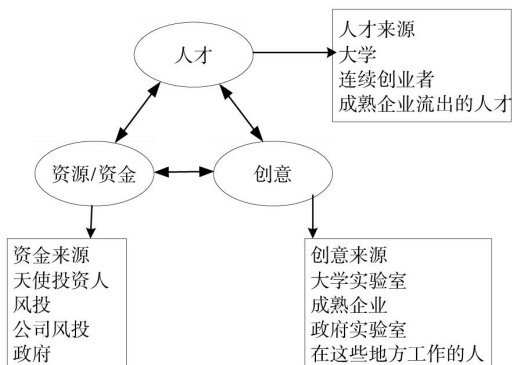 人才
人才来源
大学
连续创业者
成熟企业流出的人才
资源/资金
创意
资金来源
天使投资人
风投
公司风投
政府
创意来源
大学实验室
成熟企业
政府实验室
在这些地方工作的人